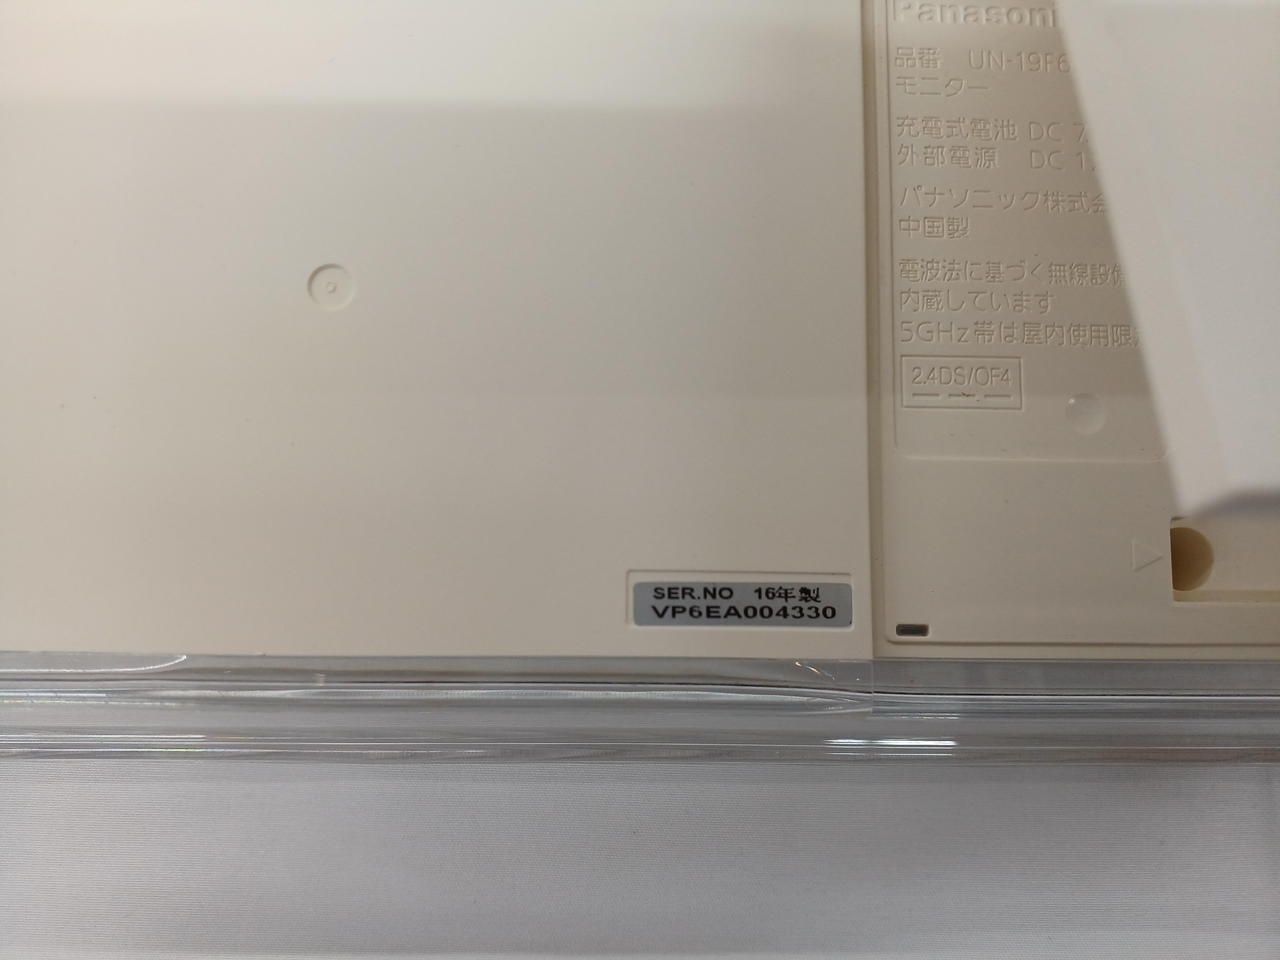 Panasoni
品番 UN-19F6
モニター
充電式電池 DC 7.
外部電源 DC 1
パナソニック株式会
中国製
電波法に基づく無線設備
内蔵しています
5GHz帯は屋内使用限
2.4DS/OF4
SER.NO 16年製
VP6EA004330